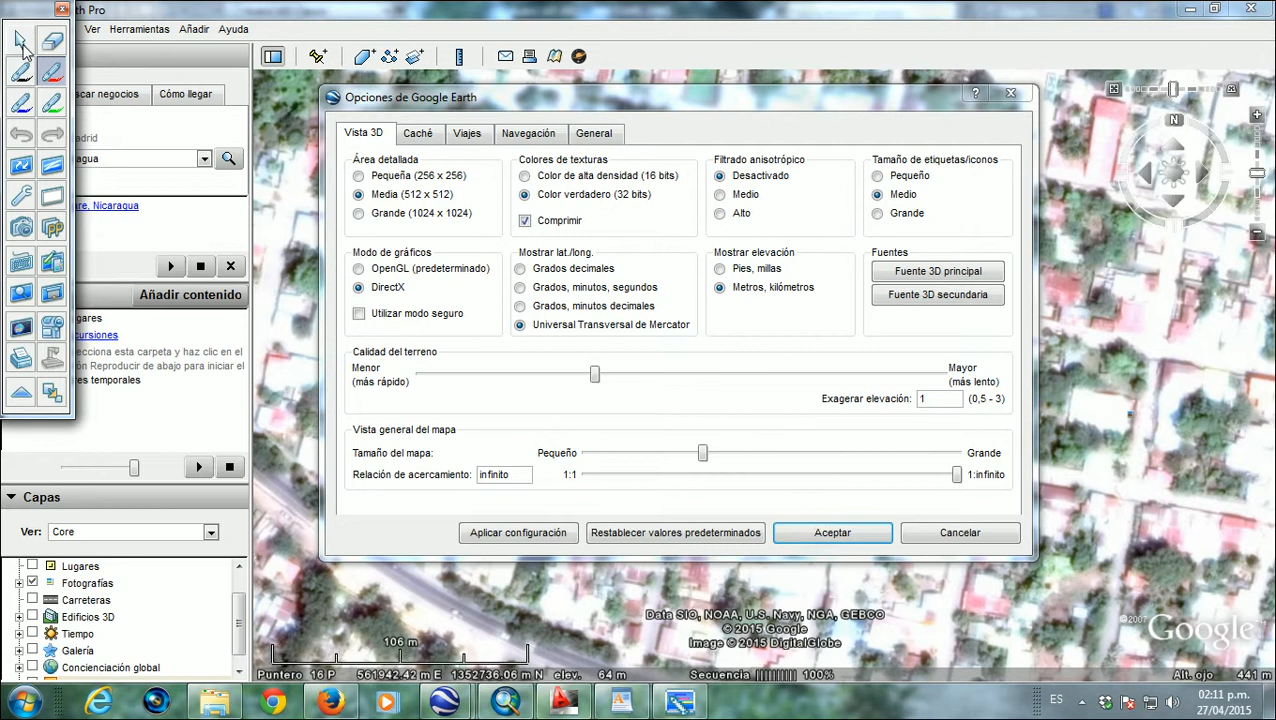 th Pro
Ver Herramientas Añadir Ayuda
scar negocios Cómo llegar
adrid
agua
are, Nicaragua
Añadir contenido
ugares
cursiones
ecciona esta carpeta y haz clic en el
ón Reproducir de abajo para iniciar el
res temporales
Capas
Ver: Core
Lugares
Fotografías
Carreteras
Edificios 3D
Tiempo
Galería
Concienciación global
Opciones de Google Earth
Vista 3D Caché Viajes Navegación General
Área detallada
Pequeña (256 x 256)
Media (512 x 512)
Grande (1024 x 1024)
Colores de texturas
Color de alta densidad (16 bits)
Color verdadero (32 bits)
Comprimir
Filtrado anisotrópico
Desactivado
Medio
Alto
Tamaño de etiquetas/iconos
Pequeño
Medio
Grande
Modo de gráficos
OpenGL (predeterminado)
DirectX
Utilizar modo seguro
Mostrar lat./long.
Grados decimales
Grados, minutos, segundos
Grados, minutos decimales
Universal Transversal de Mercator
Mostrar elevación
Pies, millas
Metros, kilómetros
Fuentes
Fuente 3D principal
Fuente 3D secundaria
Calidad del terreno
Menor
(más rápido)
Mayor
(más lento)
Exagerar elevación: 1 (0,5 - 3)
Vista general del mapa
Tamaño del mapa: Pequeño Grande
Relación de acercamiento: infinito 1:1 1:infinito
Aplicar configuración Restablecer valores predeterminados Aceptar Cancelar
N
Data SIO, NOAA, U.S. Navy, NGA, GEBCO
© 2015 Google
Image © 2015 DigitalGlobe
©2007 Google
106 m
Puntero 16 P 561942.42 m E 1352736.06 m N elev. 64 m Secuencia 100% Alt. ojo 441 m
ES
02:11 p.m.
27/04/2015